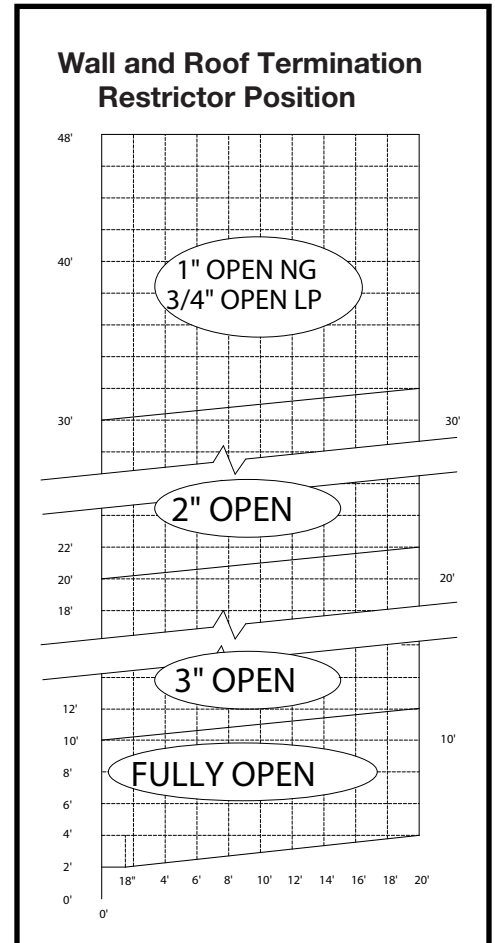 Wall and Roof Termination
Restrictor Position
48'
40'
1" OPEN NG
3/4" OPEN LP
30'
30'
2" OPEN
22'
20'
20'
18'
3" OPEN
12'
10'
10'
8'
FULLY OPEN
6'
4'
2'
18" 4' 6' 8' 10' 12' 14' 16' 18' 20'
0'
0'